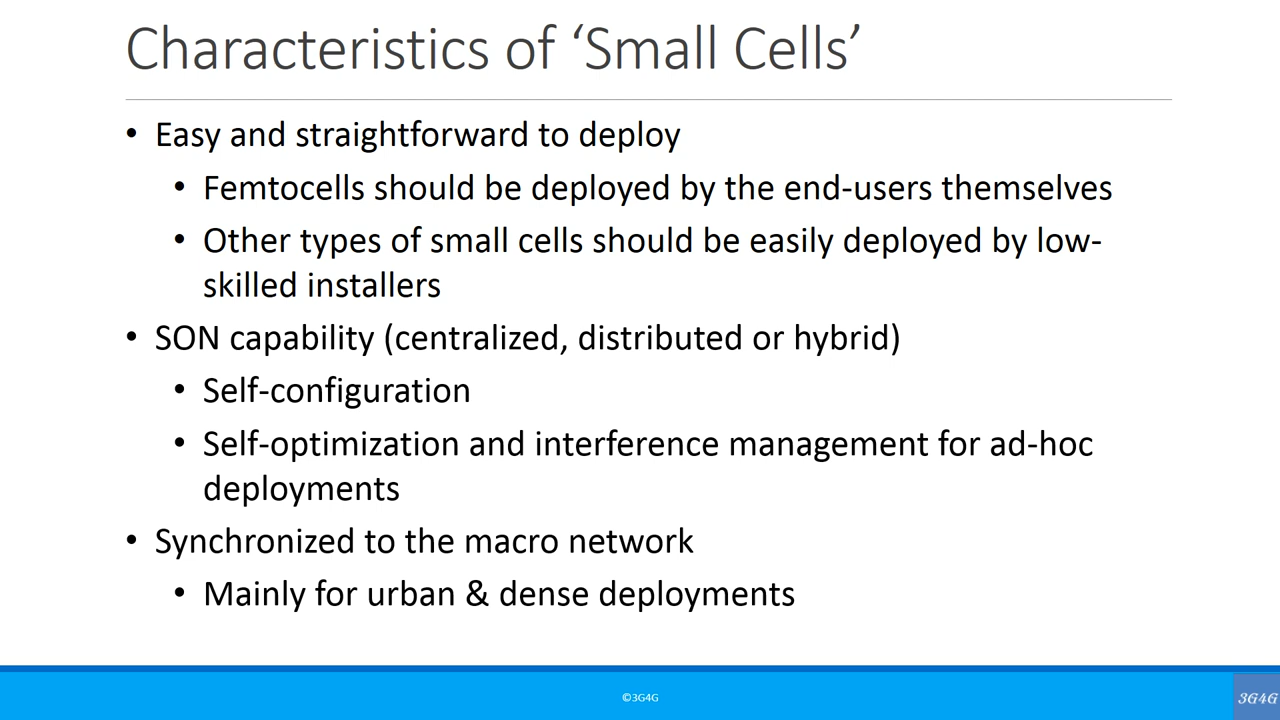 Characteristics of ‘Small Cells’
• Easy and straightforward to deploy
• Femtocells should be deployed by the end-users themselves
• Other types of small cells should be easily deployed by low-
skilled installers
• SON capability (centralized, distributed or hybrid)
• Self-configuration
• Self-optimization and interference management for ad-hoc
deployments
• Synchronized to the macro network
• Mainly for urban & dense deployments
©3G4G
3G4G